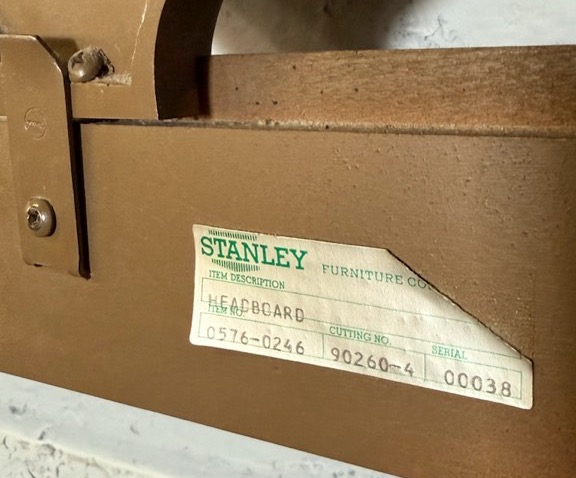 STANLEY FURNITURE CO.
ITEM DESCRIPTION
HEADBOARD
ITEM NO. CUTTING NO. SERIAL
0576-0246 90260-4 00038